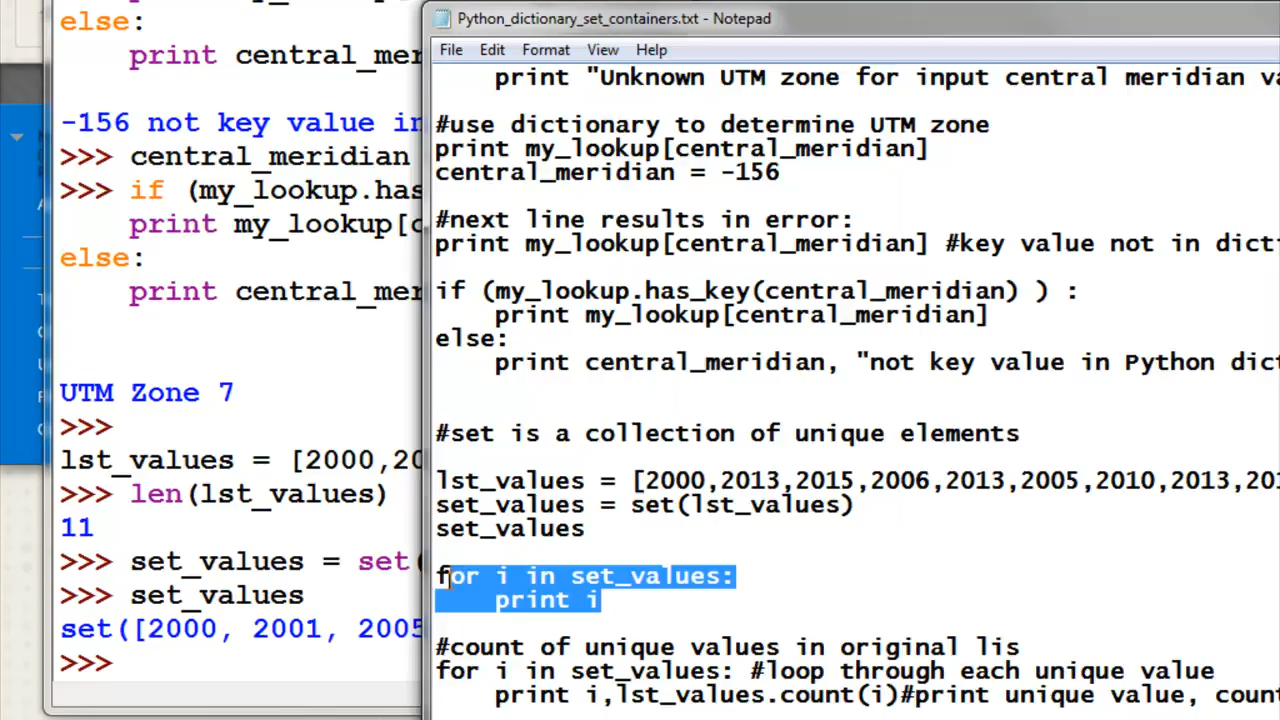 else:
print central_mer
-156 not key value in
>>> central_meridian
>>> if (my_lookup.has
print my_lookup[c
else:
print central_mer
UTM Zone 7
>>>
lst_values = [2000,20
>>> len(lst_values)
11
>>> set_values = set(
>>> set_values
set([2000, 2001, 2005
>>>
Python_dictionary_set_containers.txt - Notepad
File Edit Format View Help
print "Unknown UTM zone for input central meridian va
#use dictionary to determine UTM zone
print my_lookup[central_meridian]
central_meridian = -156
#next line results in error:
print my_lookup[central_meridian] #key value not in dicti
if (my_lookup.has_key(central_meridian) ) :
print my_lookup[central_meridian]
else:
print central_meridian, "not key value in Python dict
#set is a collection of unique elements
lst_values = [2000,2013,2015,2006,2013,2005,2010,2013,201
set_values = set(lst_values)
set_values
for i in set_values:
print i
#count of unique values in original lis
for i in set_values: #loop through each unique value
print i,lst_values.count(i)#print unique value, count